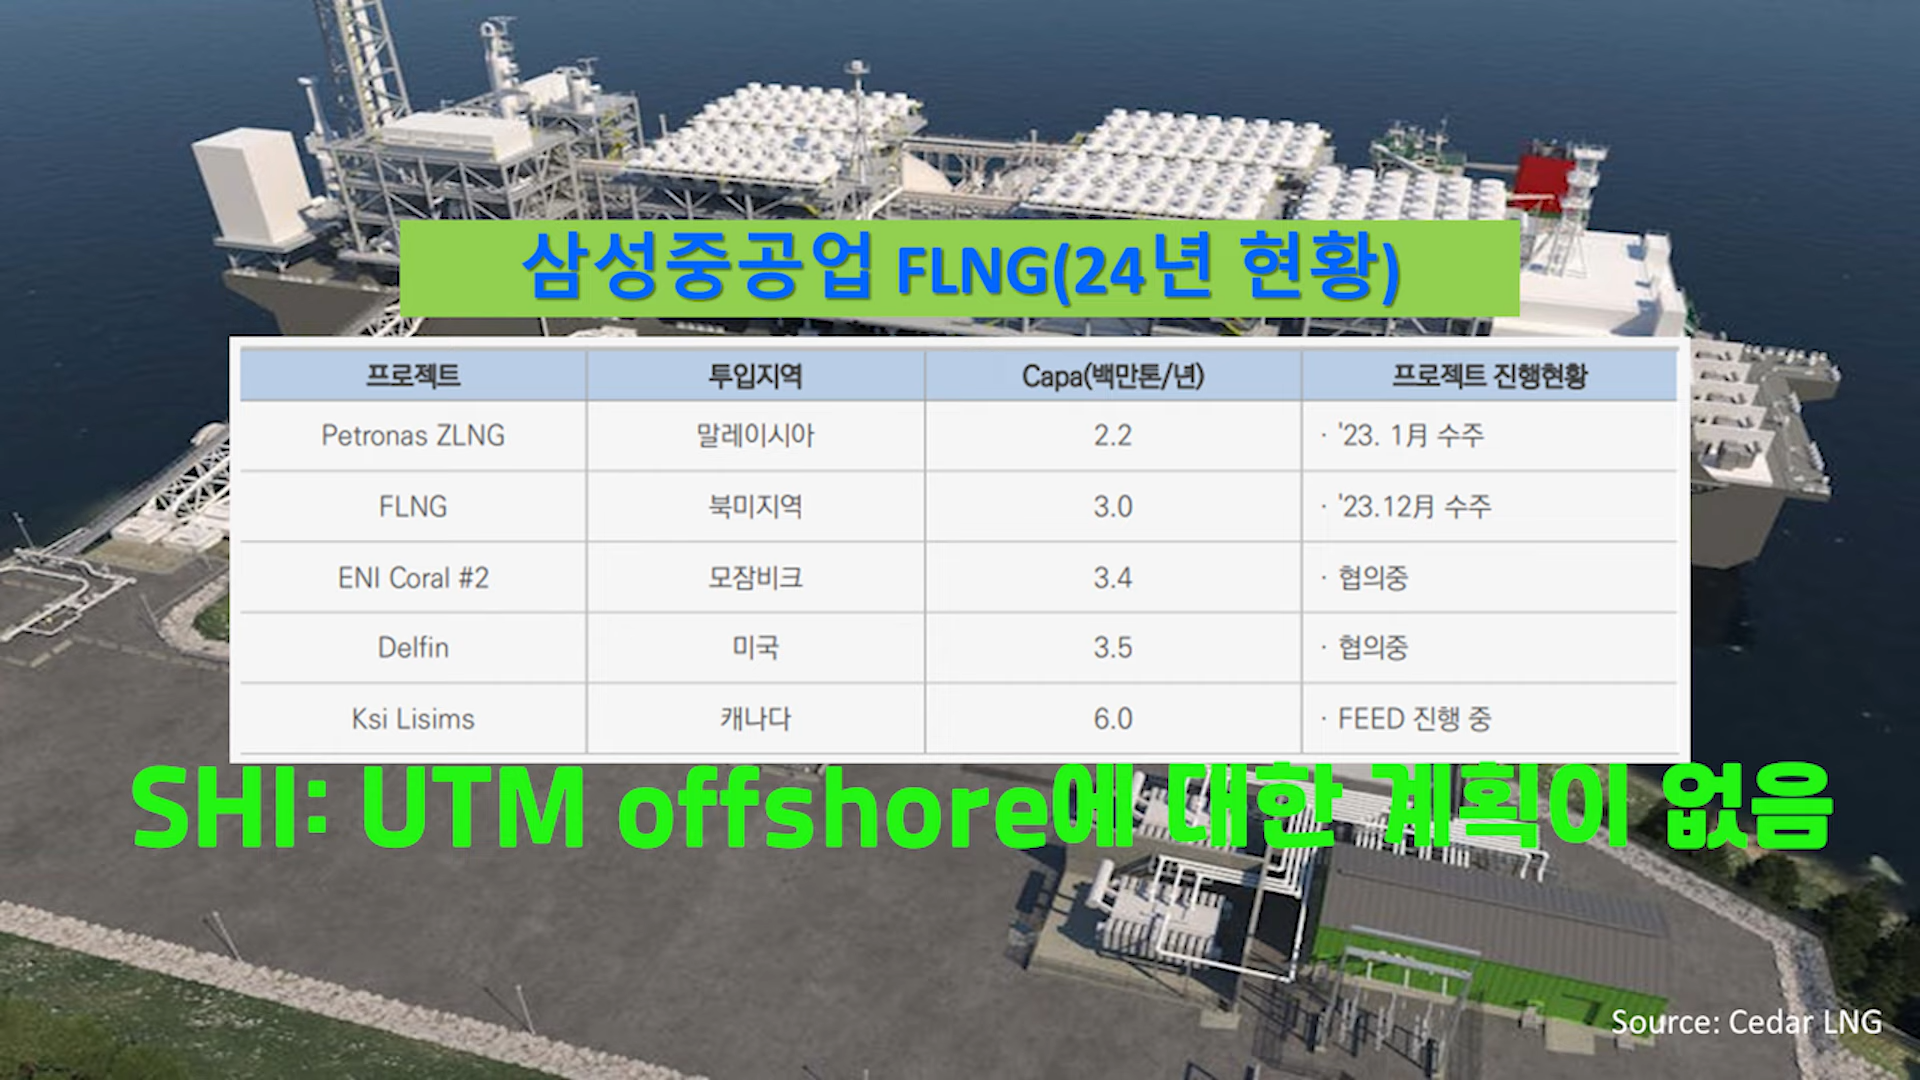 삼성중공업 FLNG(24년 현황)
프로젝트 투입지역 Capa(백만톤/년) 프로젝트 진행현황
Petronas ZLNG 말레이시아 2.2 · '23. 1月 수주
FLNG 북미지역 3.0 · '23.12月 수주
ENI Coral #2 모잠비크 3.4 · 협의중
Delfin 미국 3.5 · 협의중
Ksi Lisims 캐나다 6.0 · FEED 진행 중
SHI: UTM offshore에 대한 계획이 없음
Source: Cedar LNG